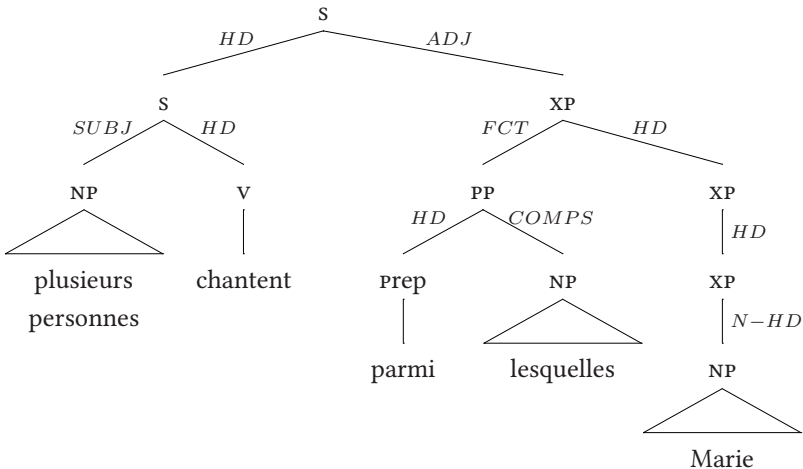 S
HD ADJ
S XP
SUBJ HD FCT HD
NP V PP XP
HD COMPS HD
plusieurs personnes chantent Prep NP XP
N-HD
parmi lesquelles NP
Marie